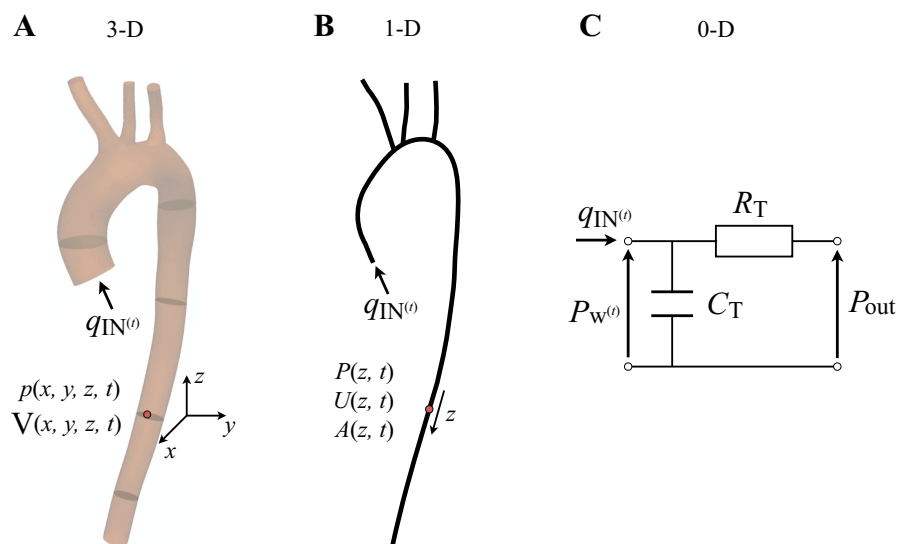 A 3-D
B 1-D
C 0-D
qIN(t)
p(x, y, z, t)
V(x, y, z, t)
z
y
x
qIN(t)
P(z, t)
U(z, t)
A(z, t)
z
qIN(t)
RT
Pw(t)
CT
Pout